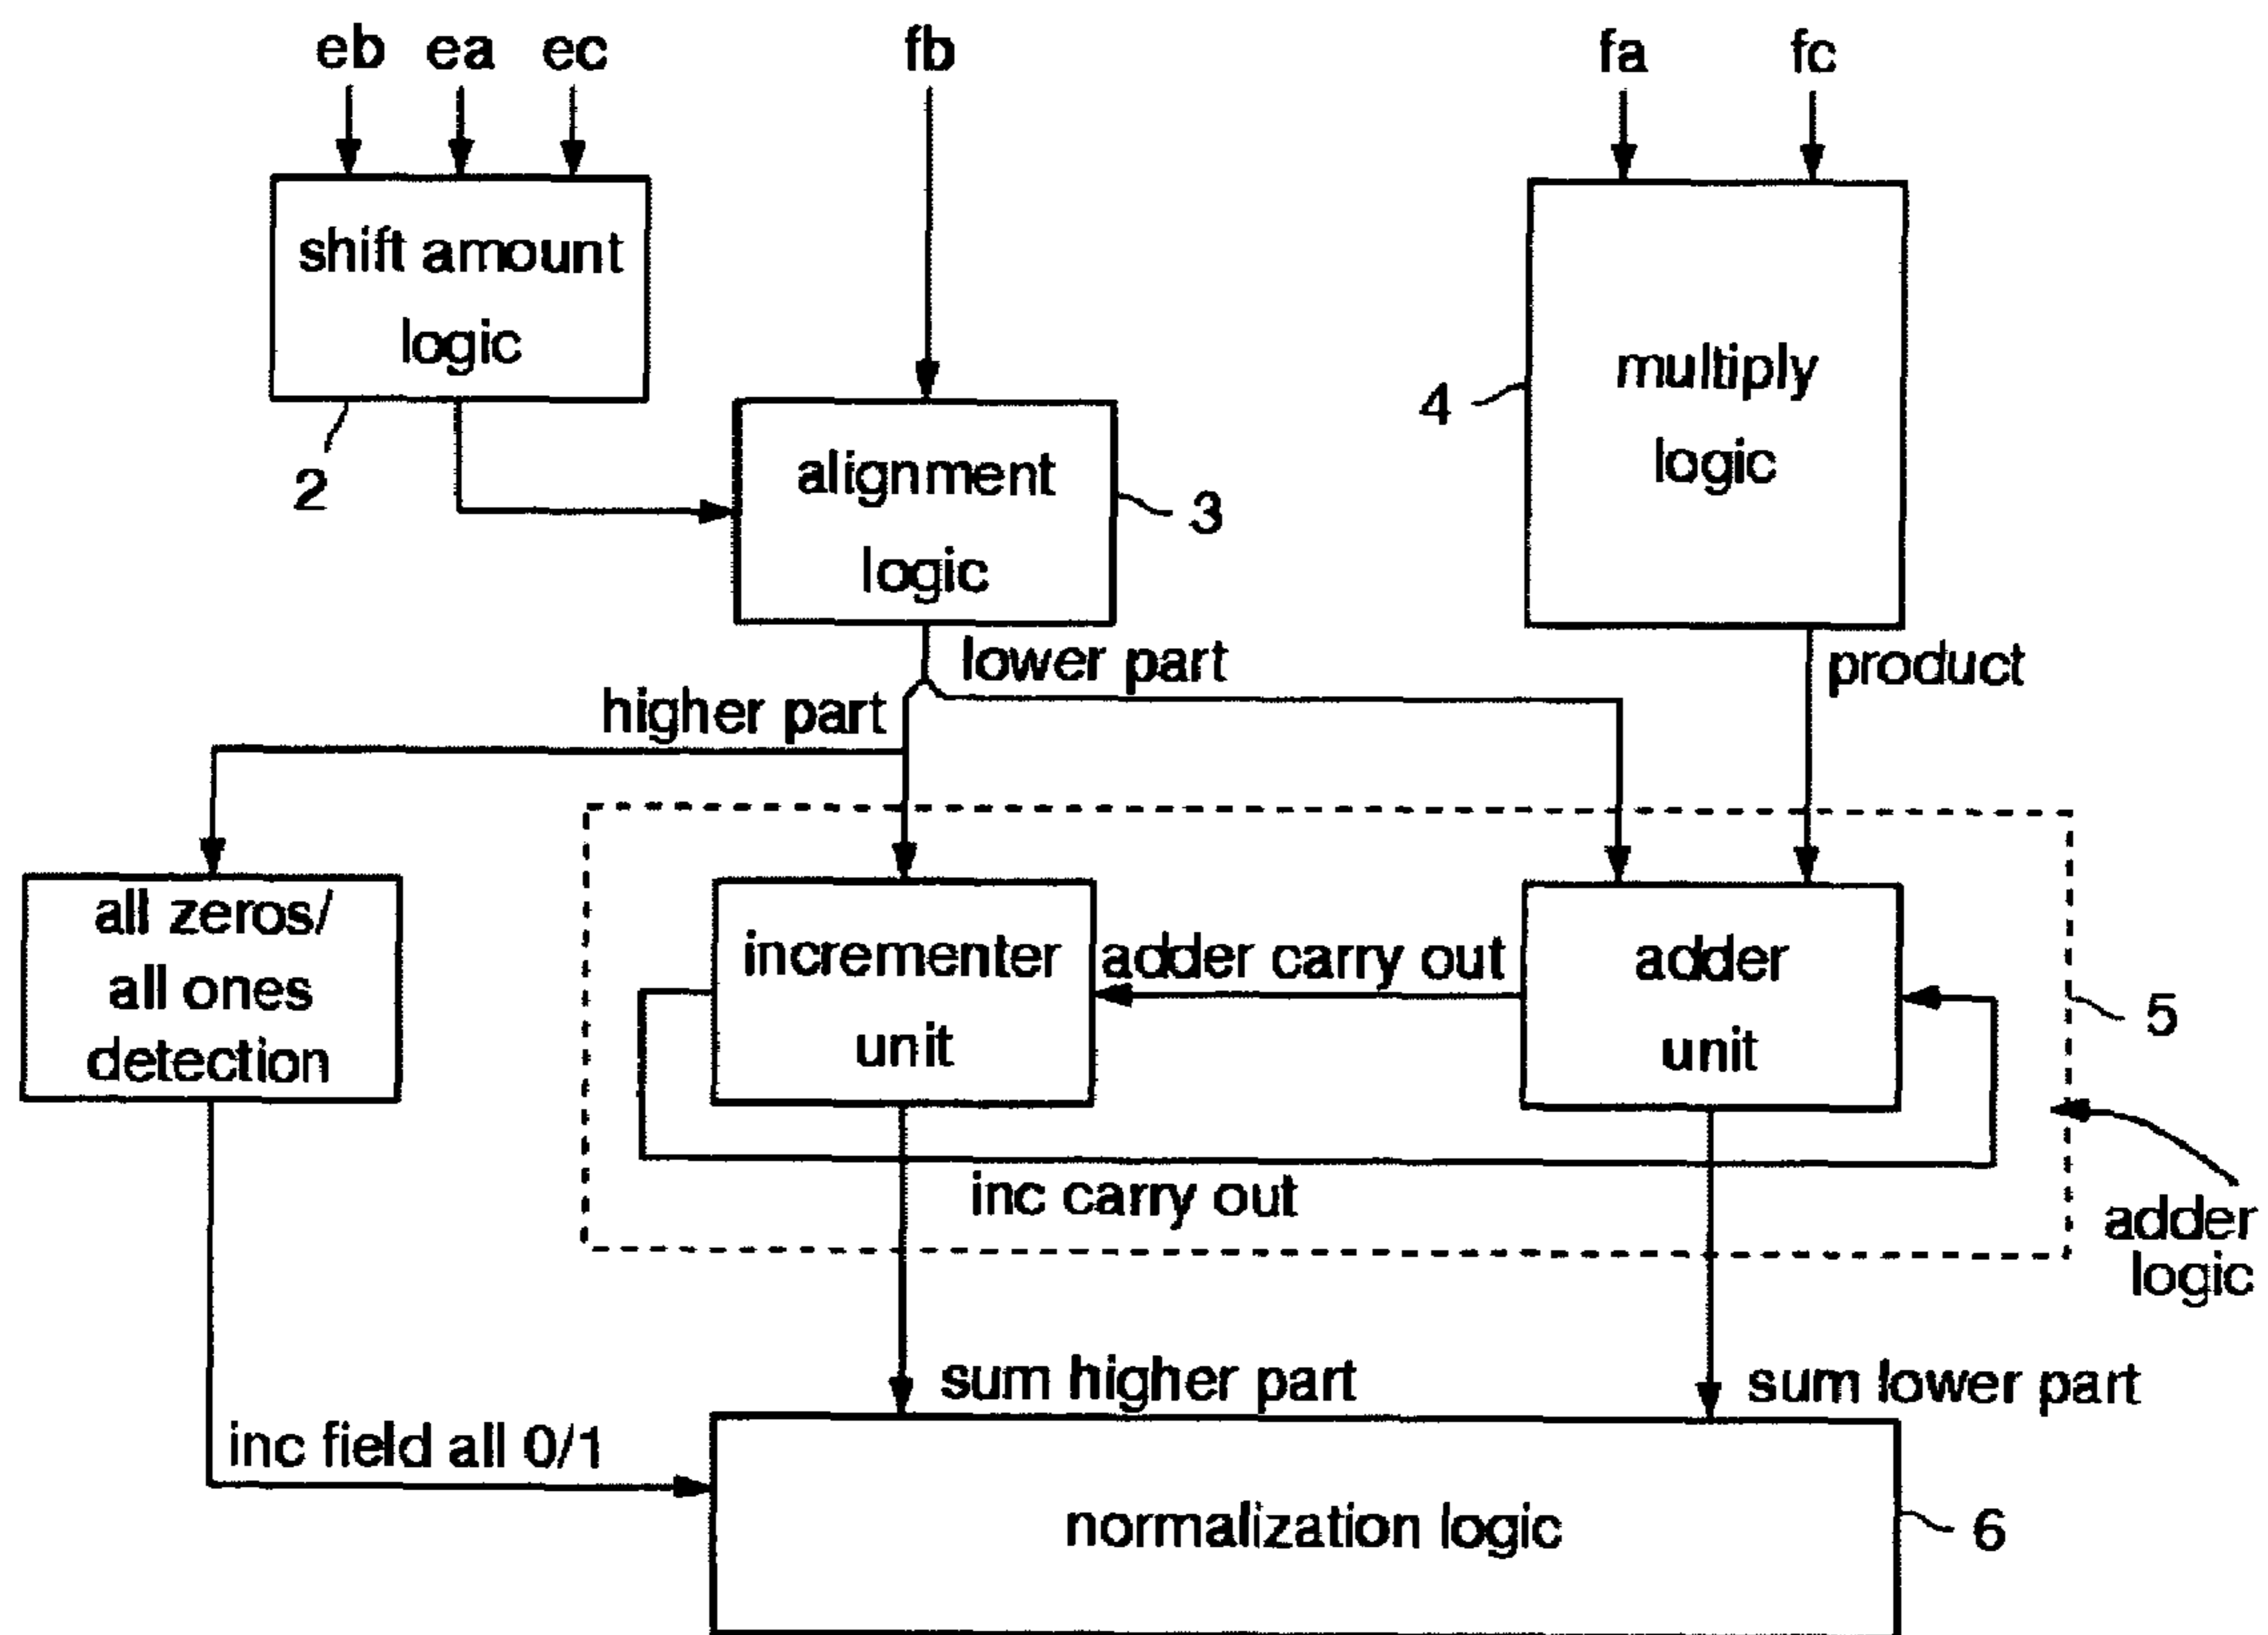 eb ea ec fb fa fc
shift amount
logic
2
alignment
logic
3
4
multiply
logic
lower part
product
higher part
all zeros/
all ones
detection
incrementer
unit
adder carry out
adder
unit
5
inc carry out
adder
logic
sum higher part
sum lower part
inc field all 0/1
normalization logic
6